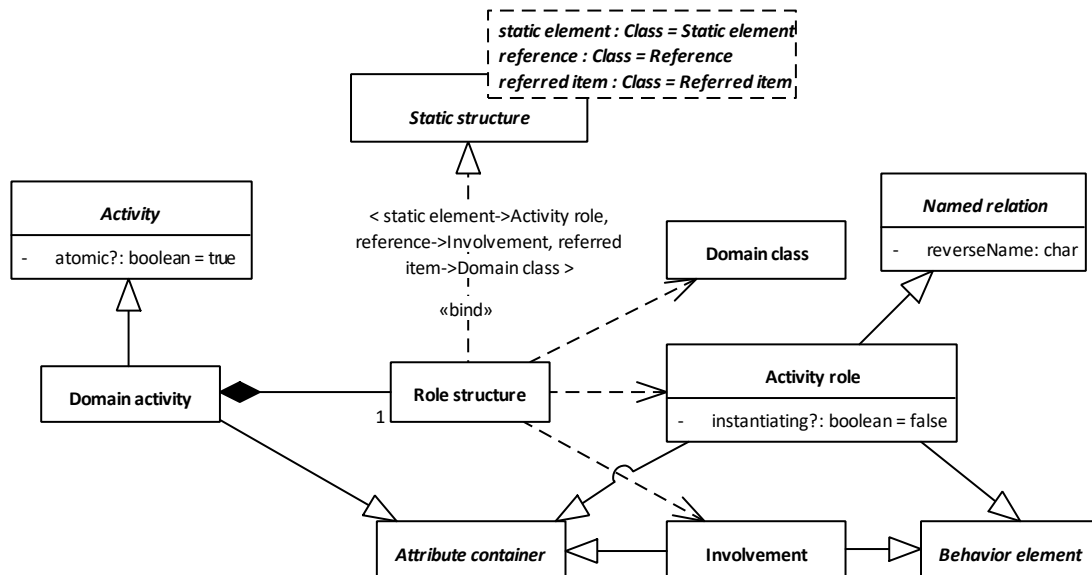 static element : Class = Static element
reference : Class = Reference
referred item : Class = Referred item
Static structure
Activity
- atomic?: boolean = true
< static element->Activity role,
reference->Involvement, referred
item->Domain class >
«bind»
Named relation
- reverseName: char
Domain class
Domain activity
1
Role structure
Activity role
- instantiating?: boolean = false
Attribute container
Involvement
Behavior element